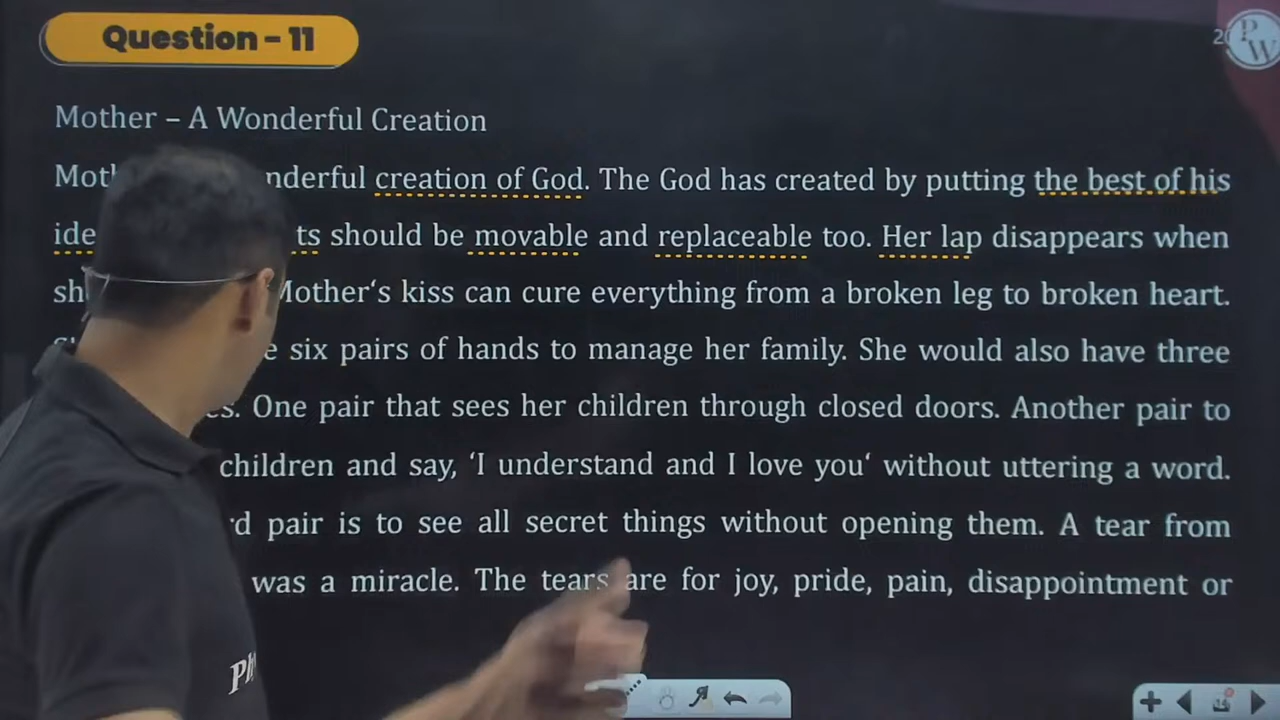 Question – 11
2
PW
Mother – A Wonderful Creation
creation of God. The God has created by putting the best of his
should be movable and replaceable too. Her lap disappears when
Mother‘s kiss can cure everything from a broken leg to broken heart.
six pairs of hands to manage her family. She would also have three
One pair that sees her children through closed doors. Another pair to
children and say, ‘I understand and I love you‘ without uttering a word.
pair is to see all secret things without opening them. A tear from
was a miracle. The tears are for joy, pride, pain, disappointment or